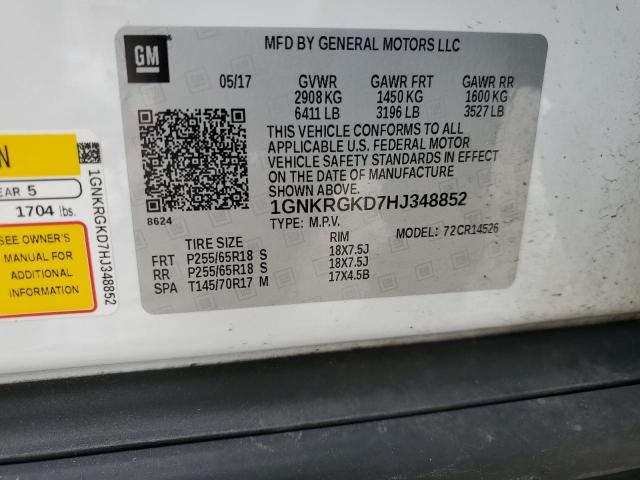 GM
MFD BY GENERAL MOTORS LLC
05/17 GVWR GAWR FRT GAWR RR
2908 KG 1450 KG 1600 KG
6411 LB 3196 LB 3527 LB
THIS VEHICLE CONFORMS TO ALL
APPLICABLE U.S. FEDERAL MOTOR
VEHICLE SAFETY STANDARDS IN EFFECT
ON THE DATE OF MANUFACTURE
SHOWN ABOVE.
1GNKRGKD7HJ348852
8624
TYPE: M.P.V. MODEL: 72CR14526
TIRE SIZE RIM
FRT P255/65R18 S 18X7.5J
RR P255/65R18 S 18X7.5J
SPA T145/70R17 M 17X4.5B
N
EAR 5
1704 lbs.
SEE OWNER'S
MANUAL FOR
ADDITIONAL
INFORMATION
1GNKRGKD7HJ348852